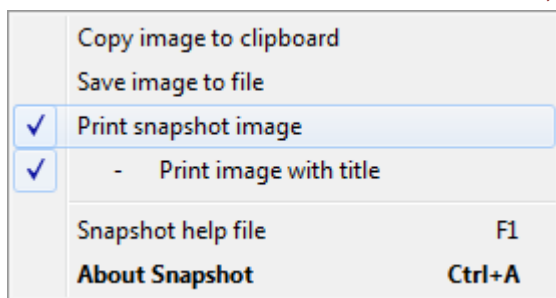 Copy image to clipboard
Save image to file
Print snapshot image
- Print image with title
Snapshot help file F1
About Snapshot Ctrl+A